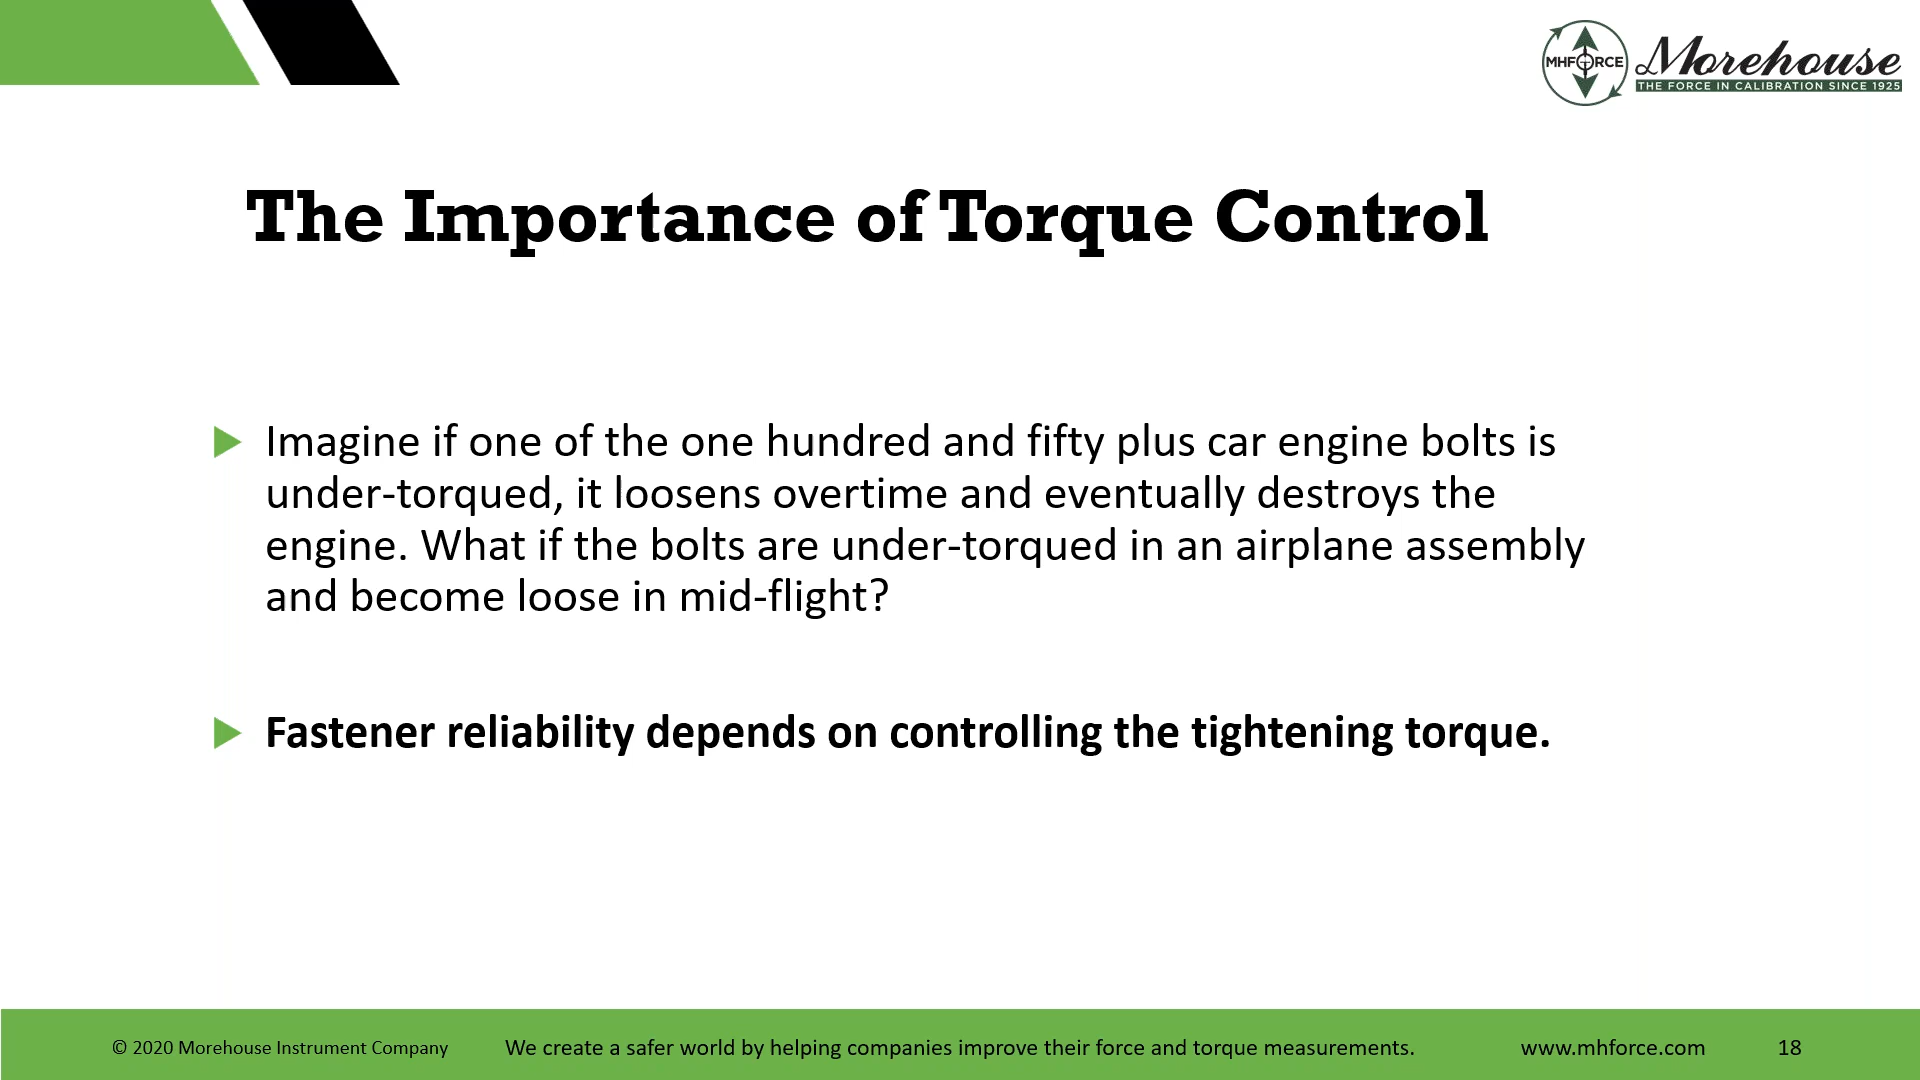 MHFORCE
Morehouse
THE FORCE IN CALIBRATION SINCE 1925
The Importance of Torque Control
Imagine if one of the one hundred and fifty plus car engine bolts is
under-torqued, it loosens overtime and eventually destroys the
engine. What if the bolts are under-torqued in an airplane assembly
and become loose in mid-flight?
Fastener reliability depends on controlling the tightening torque.
© 2020 Morehouse Instrument Company We create a safer world by helping companies improve their force and torque measurements. www.mhforce.com 18